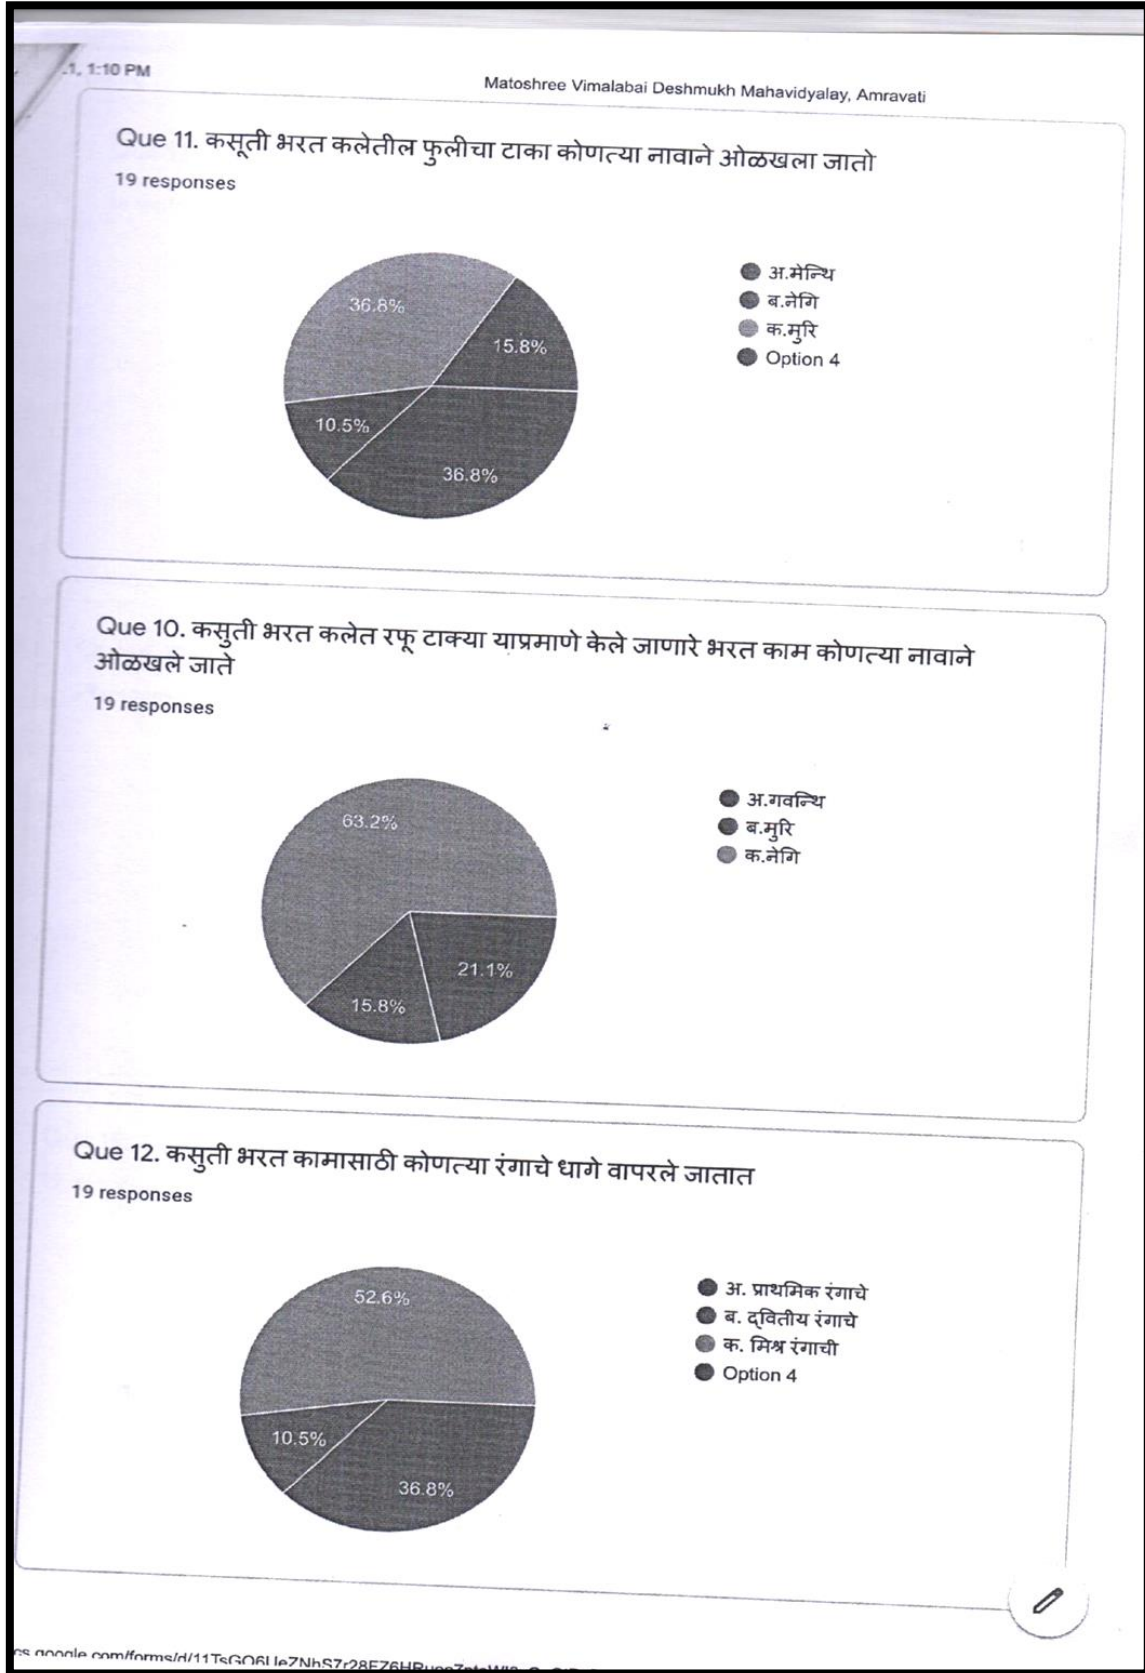 1, 1:10 PM
Matoshree Vimalabai Deshmukh Mahavidyalay, Amravati
Que 11. कसूती भरत कलेतील फुलीचा टाका कोणत्या नावाने ओळखला जातो
19 responses
36.8%
15.8%
10.5%
36.8%
अ.मेन्थि
ब.नेगि
क.मुरि
Option 4
Que 10. कसुती भरत कलेत रफू टाक्या याप्रमाणे केले जाणारे भरत काम कोणत्या नावाने
ओळखले जाते
19 responses
63.2%
21.1%
15.8%
अ.गवन्थि
ब.मुरि
क.नेगि
Que 12. कसुती भरत कामासाठी कोणत्या रंगाचे धागे वापरले जातात
19 responses
52.6%
10.5%
36.8%
अ. प्राथमिक रंगाचे
ब. द्वितीय रंगाचे
क. मिश्र रंगाची
Option 4